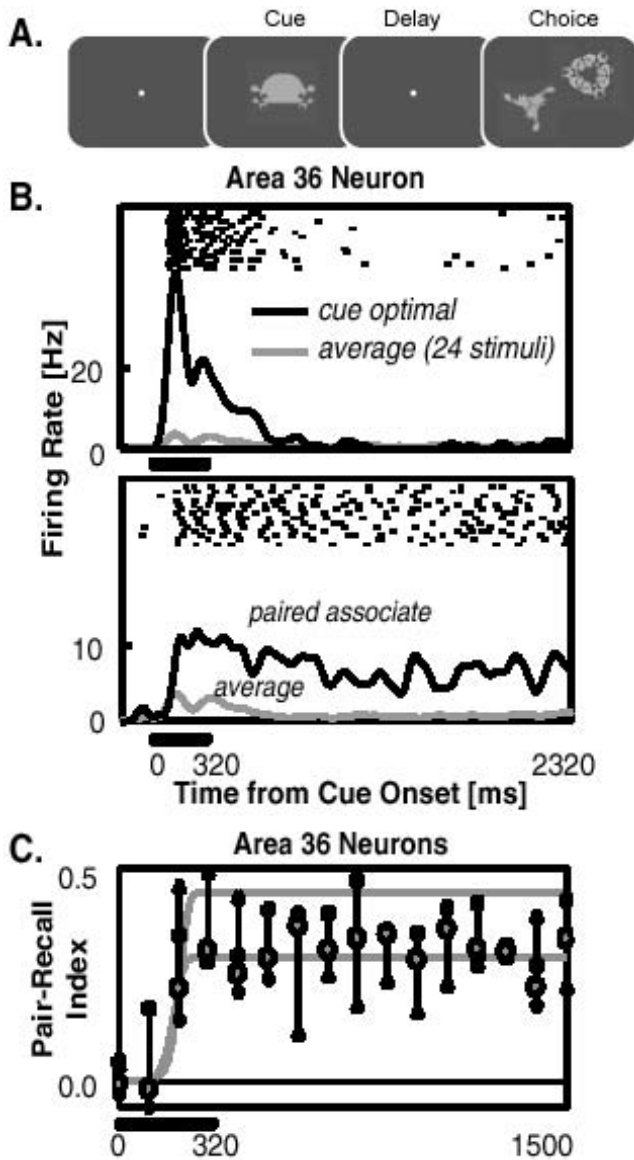 A.
Cue Delay Choice
B.
Area 36 Neuron
cue optimal
average (24 stimuli)
20
0
Firing Rate [Hz]
paired associate
10
average
0
0 320 2320
Time from Cue Onset [ms]
C.
Area 36 Neurons
0.5
Pair-Recall
Index
0.0
0 320 1500